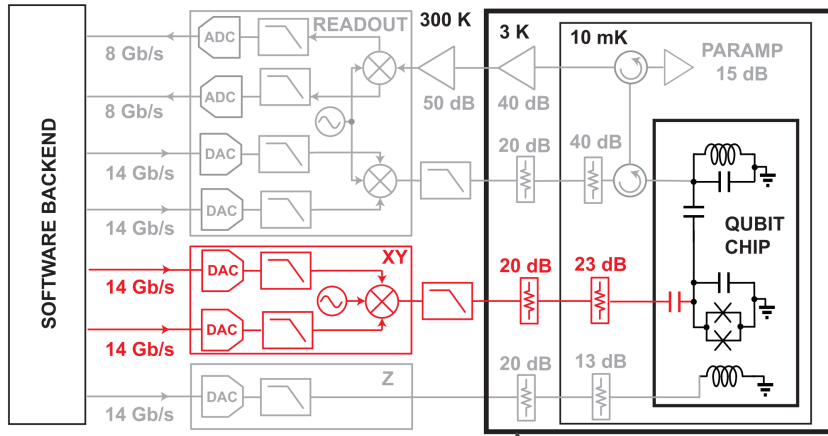 SOFTWARE BACKEND
READOUT
300 K
3 K
10 mK
8 Gb/s
ADC
50 dB
40 dB
PARAMP
15 dB
8 Gb/s
ADC
14 Gb/s
DAC
20 dB
40 dB
14 Gb/s
DAC
QUBIT
CHIP
XY
14 Gb/s
DAC
20 dB
23 dB
14 Gb/s
DAC
Z
14 Gb/s
DAC
20 dB
13 dB